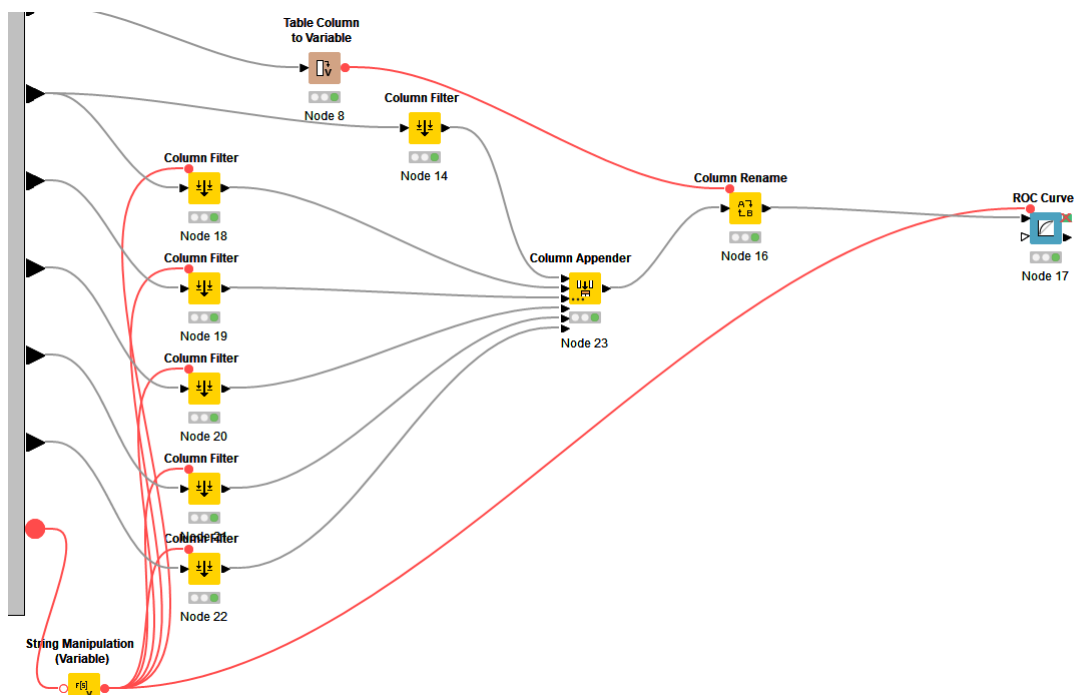 Table Column
to Variable
Node 8
Column Filter
Node 14
Column Filter
Node 18
Column Rename
Node 16
ROC Curve
Node 17
Column Filter
Node 19
Column Appender
Node 23
Column Filter
Node 20
Column Filter
Node 21
Column Filter
Node 22
String Manipulation
(Variable)